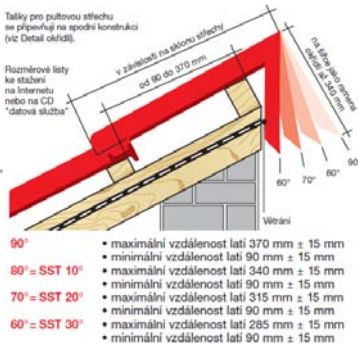 Tašky pro pultovou střechu
se připevňují na spodní konstrukci
(viz Detail okřídlí).
Rozměrové listy
ke stažení
na Internetu
nebo na CD
"datová služba"
v závislosti na sklonu střechy
od 90 do 370 mm
na šířce jako ramena
okřídlí až 340 mm
60°
70°
80°
90
Větrání
90° • maximální vzdálenost latí 370 mm ± 15 mm
• minimální vzdálenost latí 90 mm ± 15 mm
80° = SST 10° • maximální vzdálenost latí 340 mm ± 15 mm
• minimální vzdálenost latí 90 mm ± 15 mm
70° = SST 20° • maximální vzdálenost latí 315 mm ± 15 mm
• minimální vzdálenost latí 90 mm ± 15 mm
60° = SST 30° • maximální vzdálenost latí 285 mm ± 15 mm
• minimální vzdálenost latí 90 mm ± 15 mm